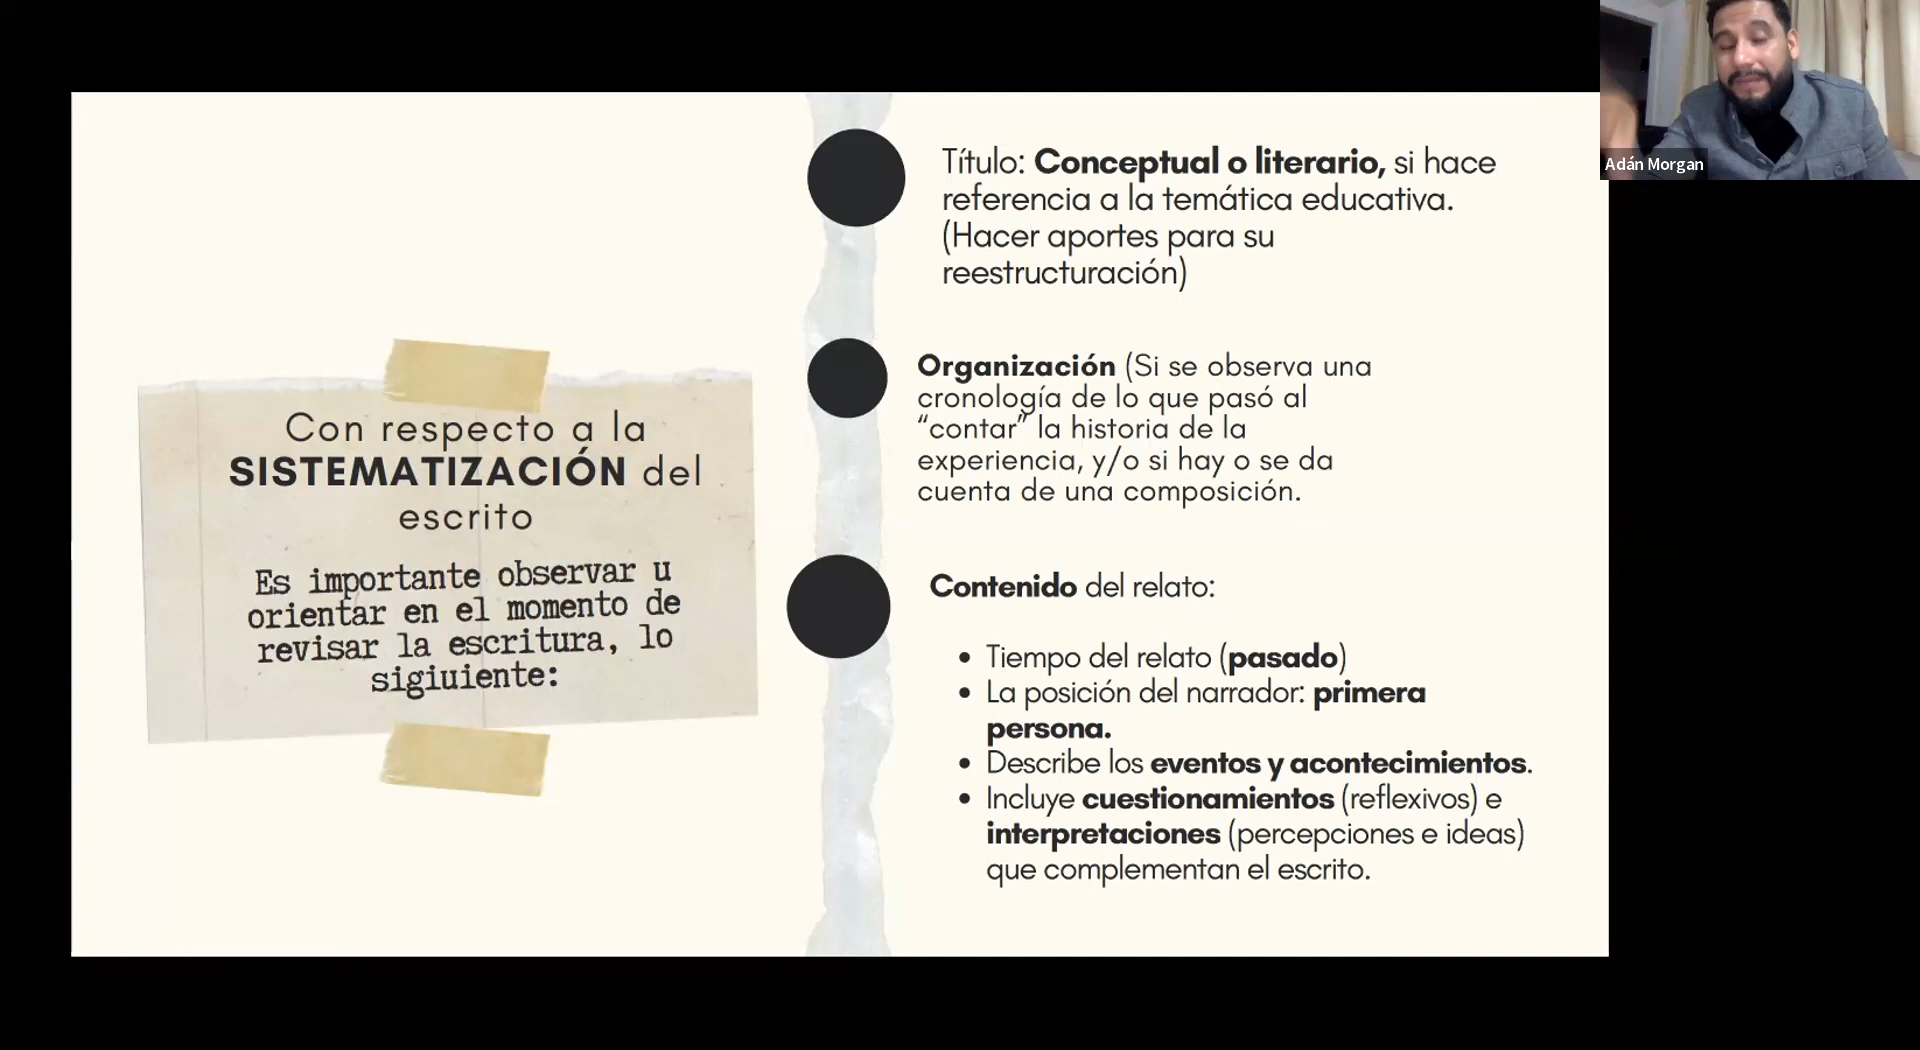 Con respecto a la
SISTEMATIZACIÓN del
escrito
Es importante observar u
orientar en el momento de
revisar la escritura, lo
sigiuiente:
Título: Conceptual o literario, si hace
referencia a la temática educativa.
(Hacer aportes para su
reestructuración)
Organización (Si se observa una
cronología de lo que pasó al
“contar” la historia de la
experiencia, y/o si hay o se da
cuenta de una composición.
Contenido del relato:
• Tiempo del relato (pasado)
• La posición del narrador: primera
persona.
• Describe los eventos y acontecimientos.
• Incluye cuestionamientos (reflexivos) e
interpretaciones (percepciones e ideas)
que complementan el escrito.
Adán Morgan